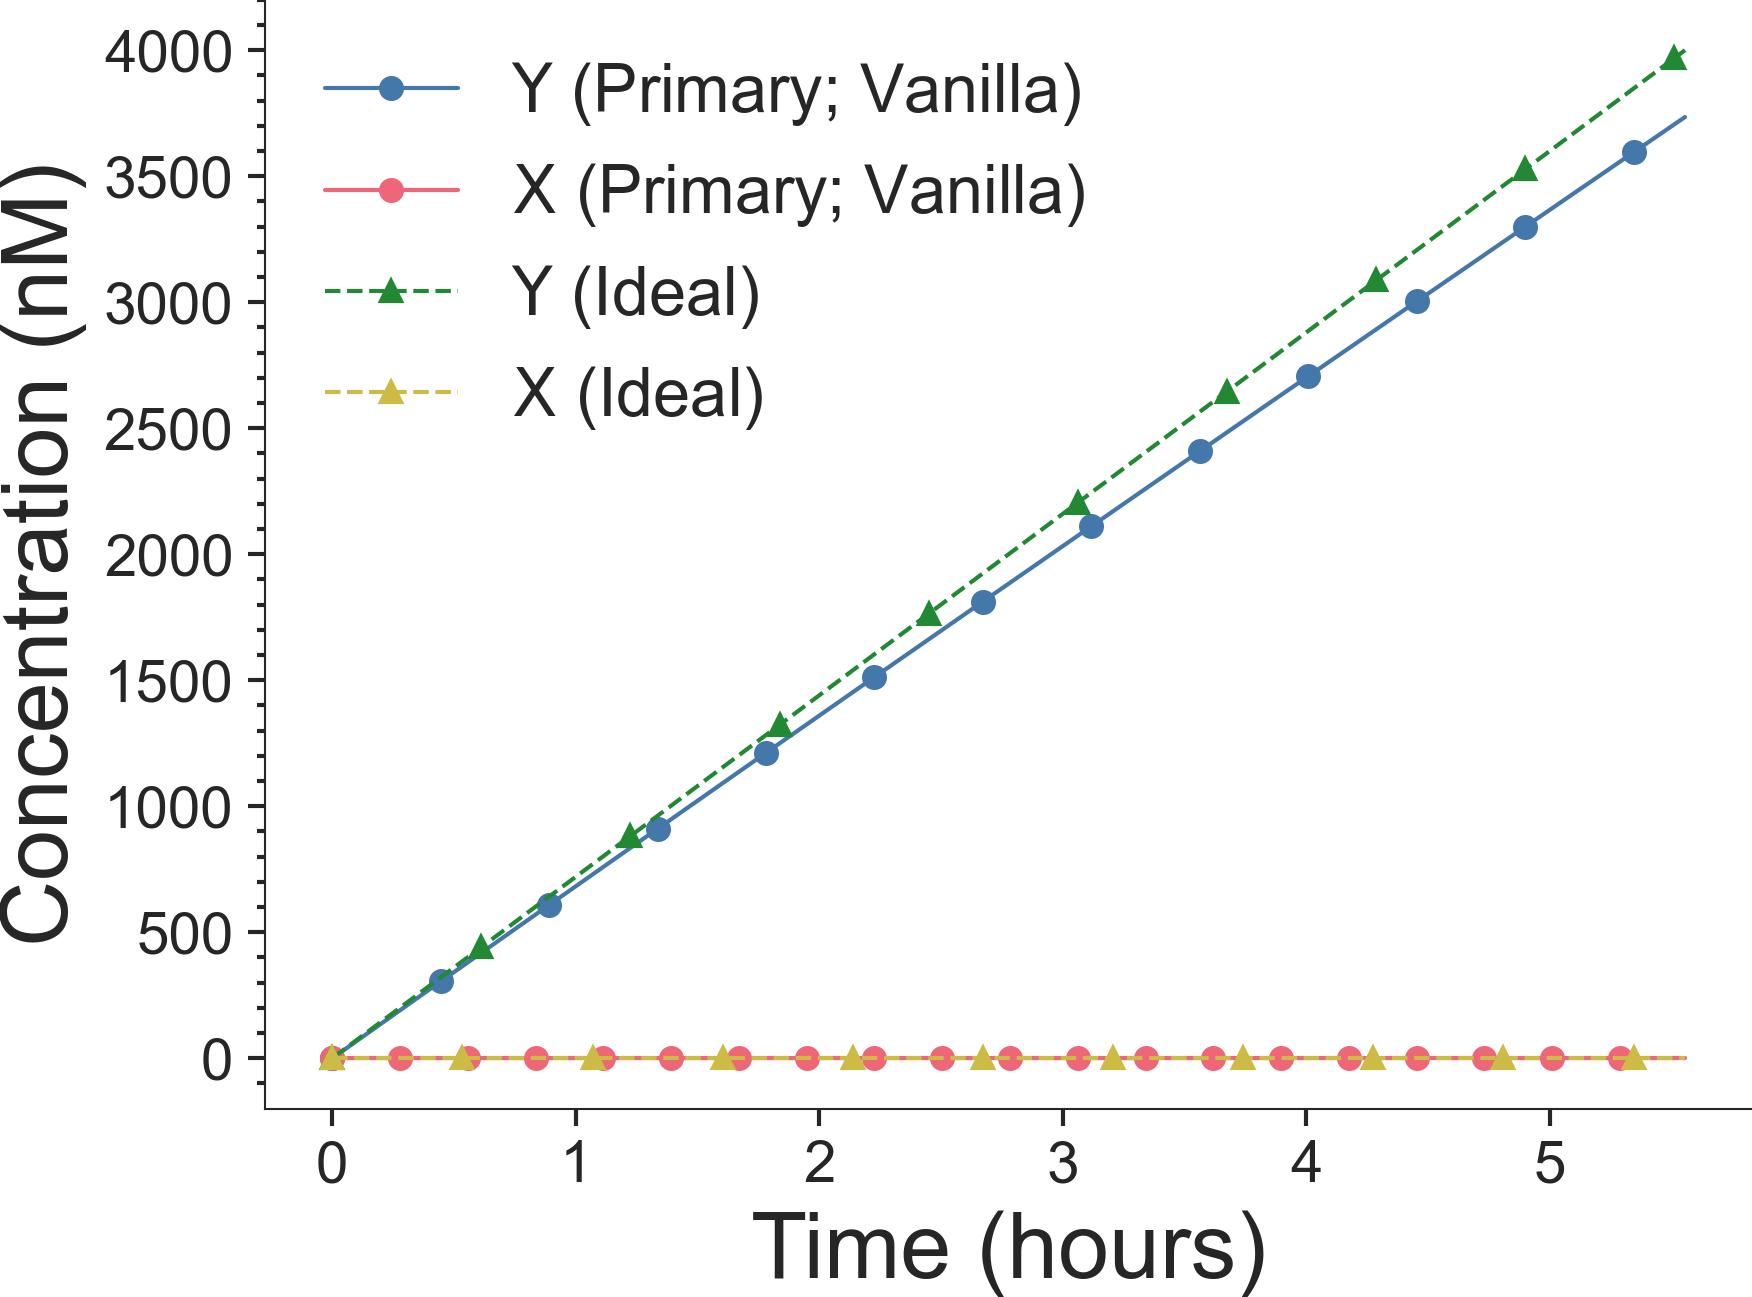 Concentration (nM)
4000
3500
3000
2500
2000
1500
1000
500
0
Y (Primary; Vanilla)
X (Primary; Vanilla)
Y (Ideal)
X (Ideal)
0 1 2 3 4 5
Time (hours)